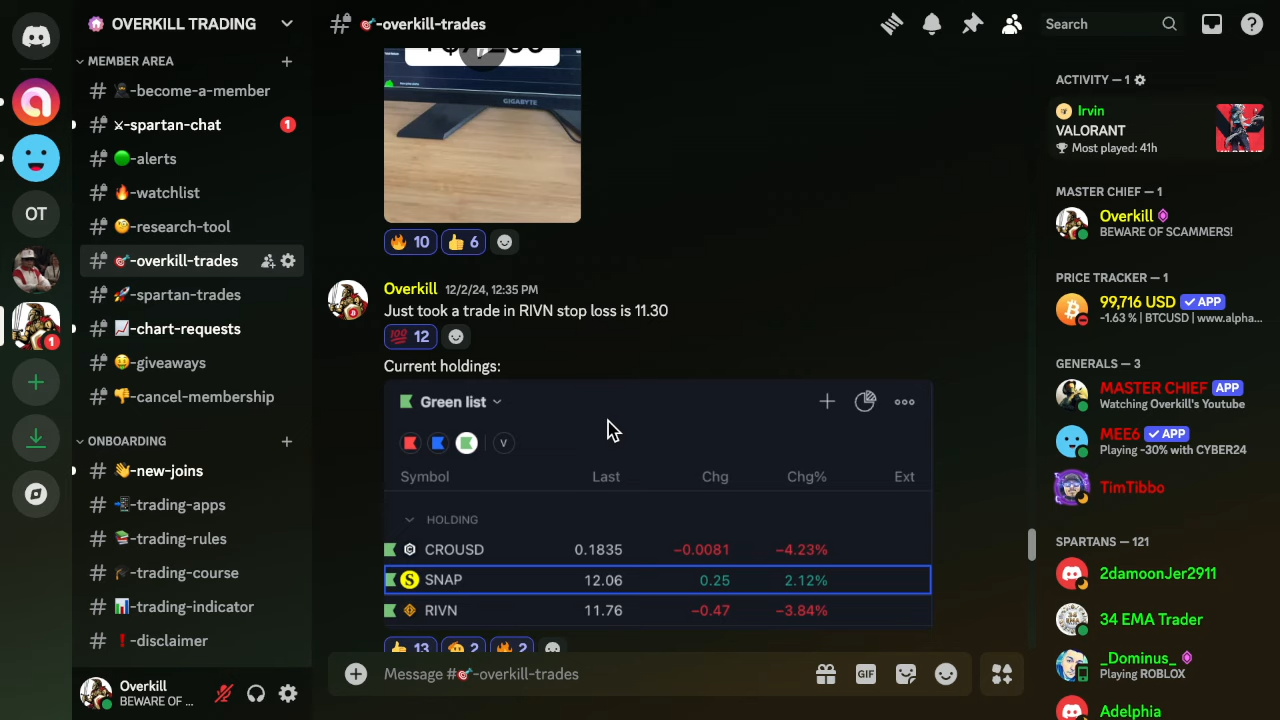 OVERKILL TRADING
MEMBER AREA
-become-a-member
-spartan-chat
1
-alerts
-watchlist
-research-tool
-overkill-trades
-spartan-trades
-chart-requests
-giveaways
-cancel-membership
ONBOARDING
-new-joins
-trading-apps
-trading-rules
-trading-course
-trading-indicator
-disclaimer
Overkill
BEWARE OF ...
OT
1
-overkill-trades
GIGABYTE
10
6
Overkill 12/2/24, 12:35 PM
Just took a trade in RIVN stop loss is 11.30
100 12
Current holdings:
Green list
V
Symbol Last Chg Chg% Ext
HOLDING
CROUSD 0.1835 −0.0081 −4.23%
S SNAP 12.06 0.25 2.12%
RIVN 11.76 −0.47 −3.84%
13 2 2
Message #-overkill-trades
GIF
Search
ACTIVITY — 1
Irvin
VALORANT
Most played: 41h
MASTER CHIEF — 1
Overkill
BEWARE OF SCAMMERS!
PRICE TRACKER — 1
99,716 USD ✓ APP
-1.63 % | BTCUSD | www.alpha...
GENERALS — 3
MASTER CHIEF APP
Watching Overkill's Youtube
MEE6 ✓ APP
Playing -30% with CYBER24
TimTibbo
SPARTANS — 121
2damoonJer2911
34 EMA Trader
_Dominus_
Playing ROBLOX
Adelphia